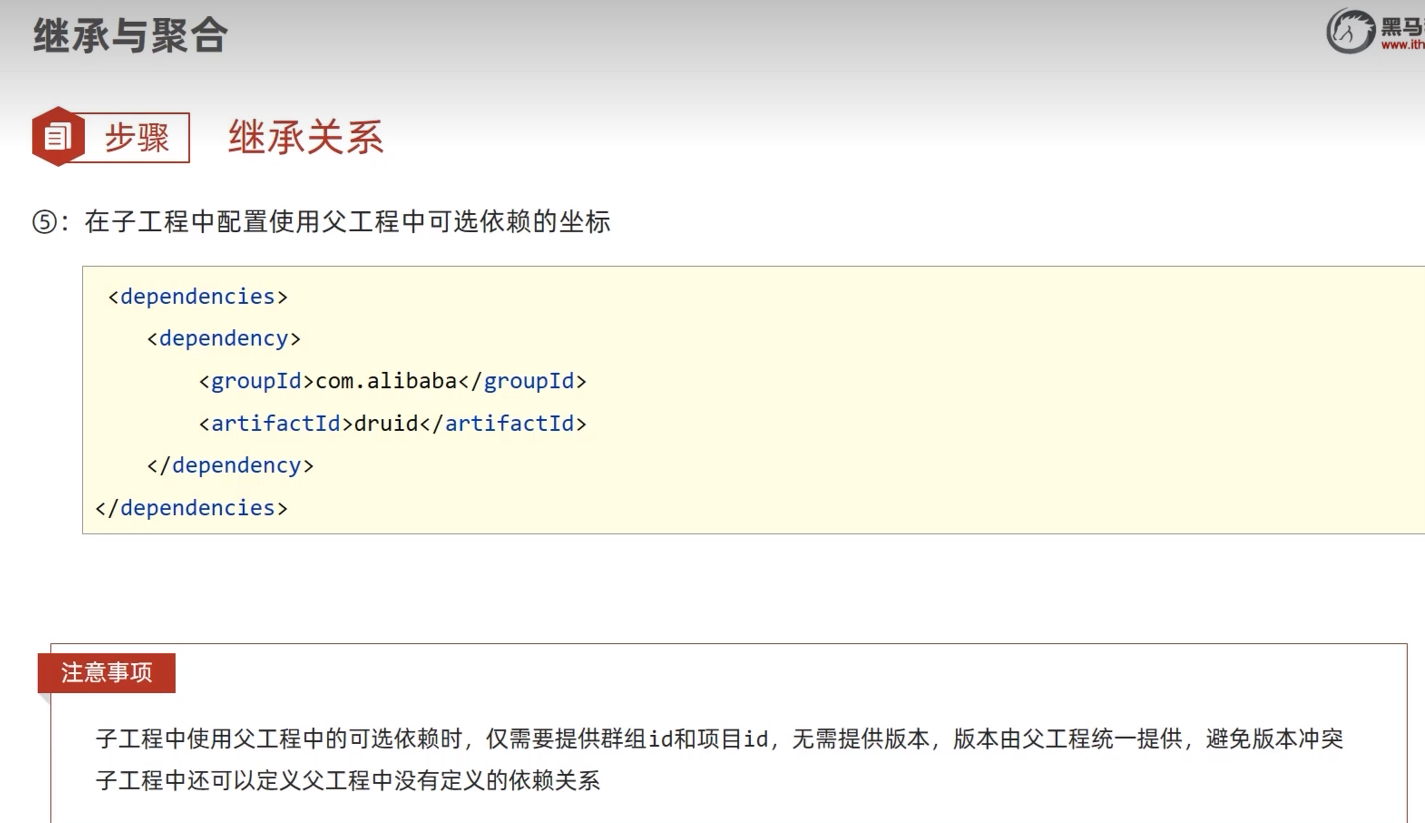 继承与聚合
黑马
www.ith
步骤
继承关系
⑤：在子工程中配置使用父工程中可选依赖的坐标
<dependencies>
<dependency>
<groupId>com.alibaba</groupId>
<artifactId>druid</artifactId>
</dependency>
</dependencies>
注意事项
子工程中使用父工程中的可选依赖时，仅需要提供群组id和项目id，无需提供版本，版本由父工程统一提供，避免版本冲突
子工程中还可以定义父工程中没有定义的依赖关系